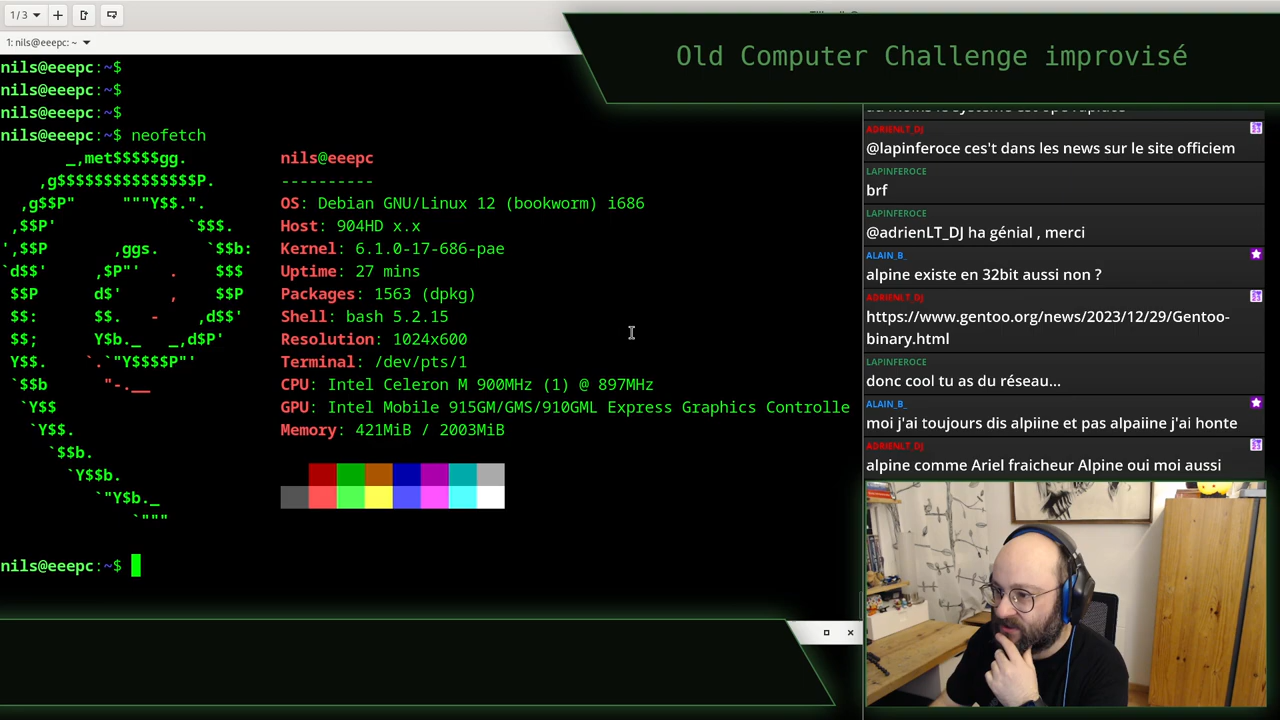 1/3
1: nils@eeepc: ~
Old Computer Challenge improvisé
nils@eeepc:~$
nils@eeepc:~$
nils@eeepc:~$
nils@eeepc:~$ neofetch
_,met$$$$$gg.
,g$$$$$$$$$$$$$$$P.
,g$$P" """Y$$.".
,$$P' `$$$.
',$$P ,ggs. `$$b:
`d$$' ,$P"' . $$$
$$P d$' , $$P
$$: $$. - ,d$$'
$$; Y$b._ _,d$P'
Y$$. `.`"Y$$$$P"'
`$$b "-.__
`Y$$
`Y$$.
`$$b.
`Y$$b.
`"Y$b._
`"""
nils@eeepc
----------
OS: Debian GNU/Linux 12 (bookworm) i686
Host: 904HD x.x
Kernel: 6.1.0-17-686-pae
Uptime: 27 mins
Packages: 1563 (dpkg)
Shell: bash 5.2.15
Resolution: 1024x600
Terminal: /dev/pts/1
CPU: Intel Celeron M 900MHz (1) @ 897MHz
GPU: Intel Mobile 915GM/GMS/910GML Express Graphics Controlle
Memory: 421MiB / 2003MiB
nils@eeepc:~$
ADRIENLT_DJ
@lapinferoce ces't dans les news sur le site officiem
LAPINFEROCE
brf
LAPINFEROCE
@adrienLT_DJ ha génial , merci
ALAIN_B_
alpine existe en 32bit aussi non ?
ADRIENLT_DJ
https://www.gentoo.org/news/2023/12/29/Gentoo-
binary.html
LAPINFEROCE
donc cool tu as du réseau...
ALAIN_B_
moi j'ai toujours dis alpiine et pas alpaiine j'ai honte
ADRIENLT_DJ
alpine comme Ariel fraicheur Alpine oui moi aussi